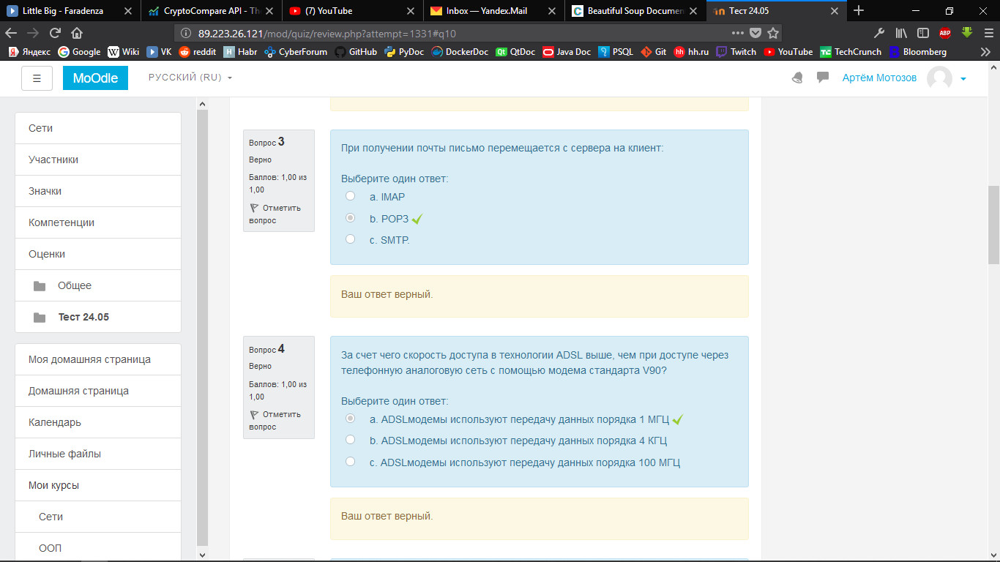 Little Big - Faradenza
CryptoCompare API - Th
(7) YouTube
Inbox — Yandex.Mail
Beautiful Soup Documen
Тест 24.05
89.223.26.121/mod/quiz/review.php?attempt=1331#q10
ABP
Яндекс
Google
Wiki
VK
reddit
Habr
CyberForum
GitHub
PyDoc
DockerDoc
QtDoc
Java Doc
PSQL
Git
hh.ru
Twitch
YouTube
TechCrunch
Bloomberg
MoOdle
РУССКИЙ (RU)
Артём Мотозов
Сети
Участники
Значки
Компетенции
Оценки
Общее
Тест 24.05
Моя домашняя страница
Домашняя страница
Календарь
Личные файлы
Мои курсы
Сети
ООП
Вопрос 3
Верно
Баллов: 1,00 из
1,00
Отметить
вопрос
При получении почты письмо перемещается с сервера на клиент:
Выберите один ответ:
a. IMAP
b. POP3
c. SMTP.
Ваш ответ верный.
Вопрос 4
Верно
Баллов: 1,00 из
1,00
Отметить
вопрос
За счет чего скорость доступа в технологии ADSL выше, чем при доступе через
телефонную аналоговую сеть с помощью модема стандарта V90?
Выберите один ответ:
a. ADSLмодемы используют передачу данных порядка 1 МГЦ
b. ADSLмодемы используют передачу данных порядка 4 КГЦ
c. ADSLмодемы используют передачу данных порядка 100 МГЦ
Ваш ответ верный.